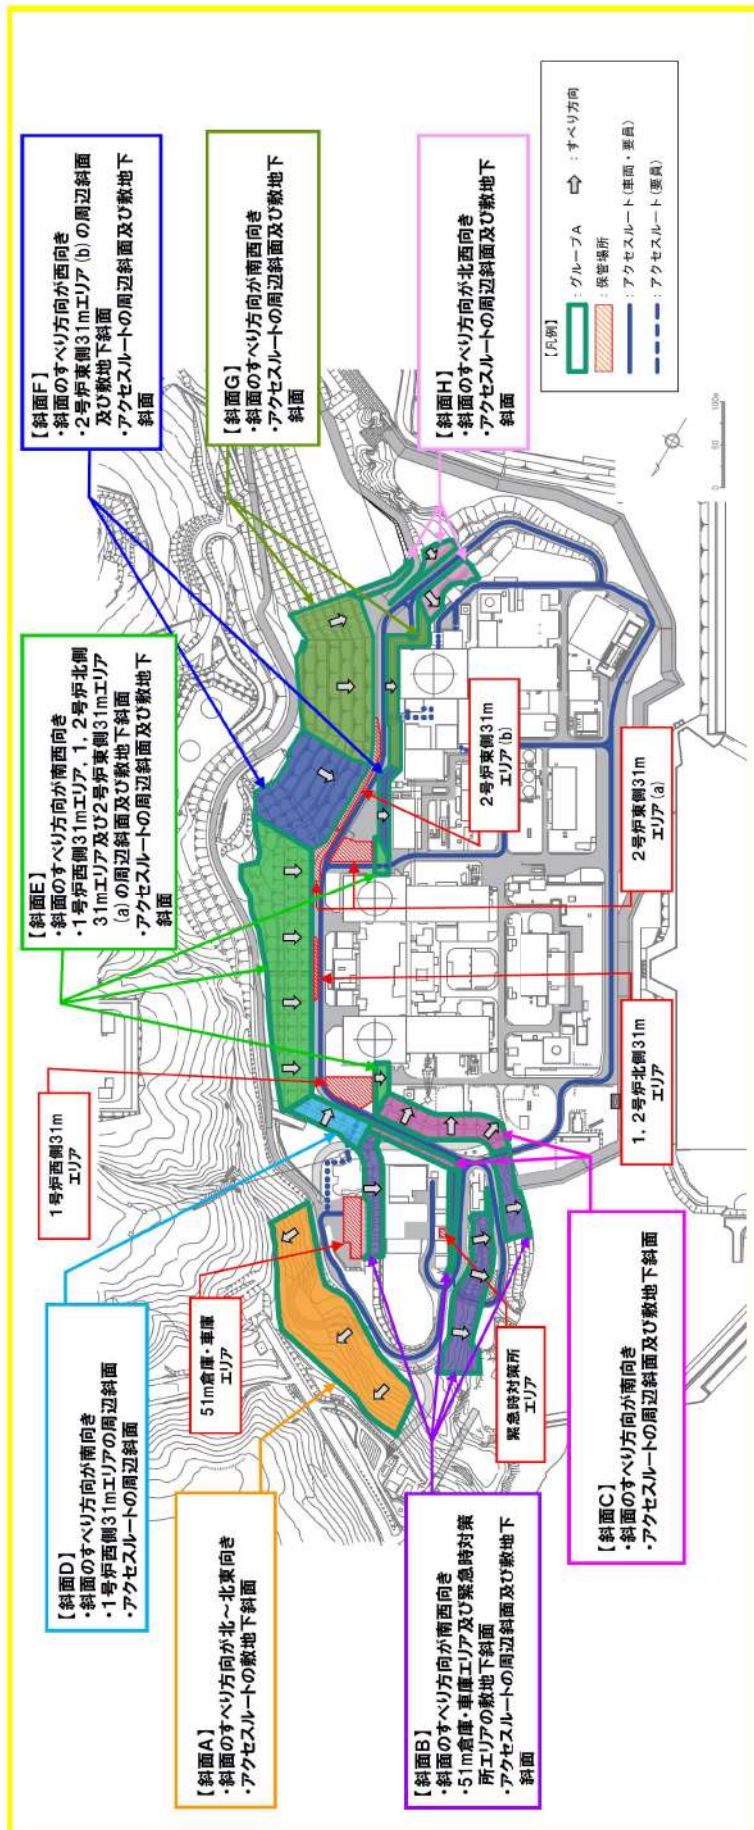 【斜面D】
・斜面のすべり方向が南向き
・1号炉西側31mエリアの周辺斜面
・アクセスルートの周辺斜面
【斜面E】
・斜面のすべり方向が南西向き
・1号炉西側31mエリア，1，2号炉北側
31mエリア及び2号炉東側31mエリア
(a)の周辺斜面及び敷地下斜面
・アクセスルートの周辺斜面及び敷地下
斜面
【斜面F】
・斜面のすべり方向が西向き
・2号炉東側31mエリア(b)の周辺斜面
及び敷地下斜面
・アクセスルートの周辺斜面及び敷地下
斜面
1号炉西側31m
エリア
【斜面A】
・斜面のすべり方向が北～北東向き
・アクセスルートの敷地下斜面
51m倉庫・車庫
エリア
【斜面G】
・斜面のすべり方向が南西向き
・アクセスルートの周辺斜面及び敷地下
斜面
【斜面B】
・斜面のすべり方向が南西向き
・51m倉庫・車庫エリア及び緊急時対策
所エリアの敷地下斜面
・アクセスルートの周辺斜面及び敷地下
斜面
緊急時対策所
エリア
2号炉東側31m
エリア(b)
【斜面H】
・斜面のすべり方向が北西向き
・アクセスルートの周辺斜面及び敷地下
斜面
【斜面C】
・斜面のすべり方向が南向き
・アクセスルートの周辺斜面及び敷地下斜面
1，2号炉北側31m
エリア
2号炉東側31m
エリア(a)
【凡例】
：グループA
：すべり方向
：保管場所
：アクセスルート(車両・要員)
：アクセスルート(要員)
0 50 100m